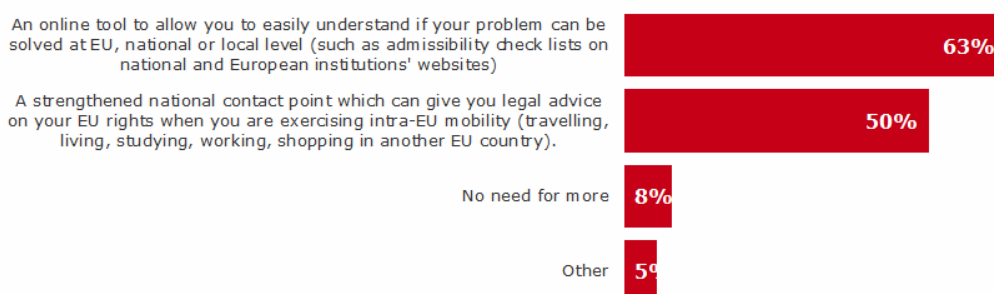 An online tool to allow you to easily understand if your problem can be
solved at EU, national or local level (such as admissibility check lists on
national and European institutions' websites)
63%
A strengthened national contact point which can give you legal advice
on your EU rights when you are exercising intra-EU mobility (travelling,
living, studying, working, shopping in another EU country).
50%
No need for more
8%
Other
5%